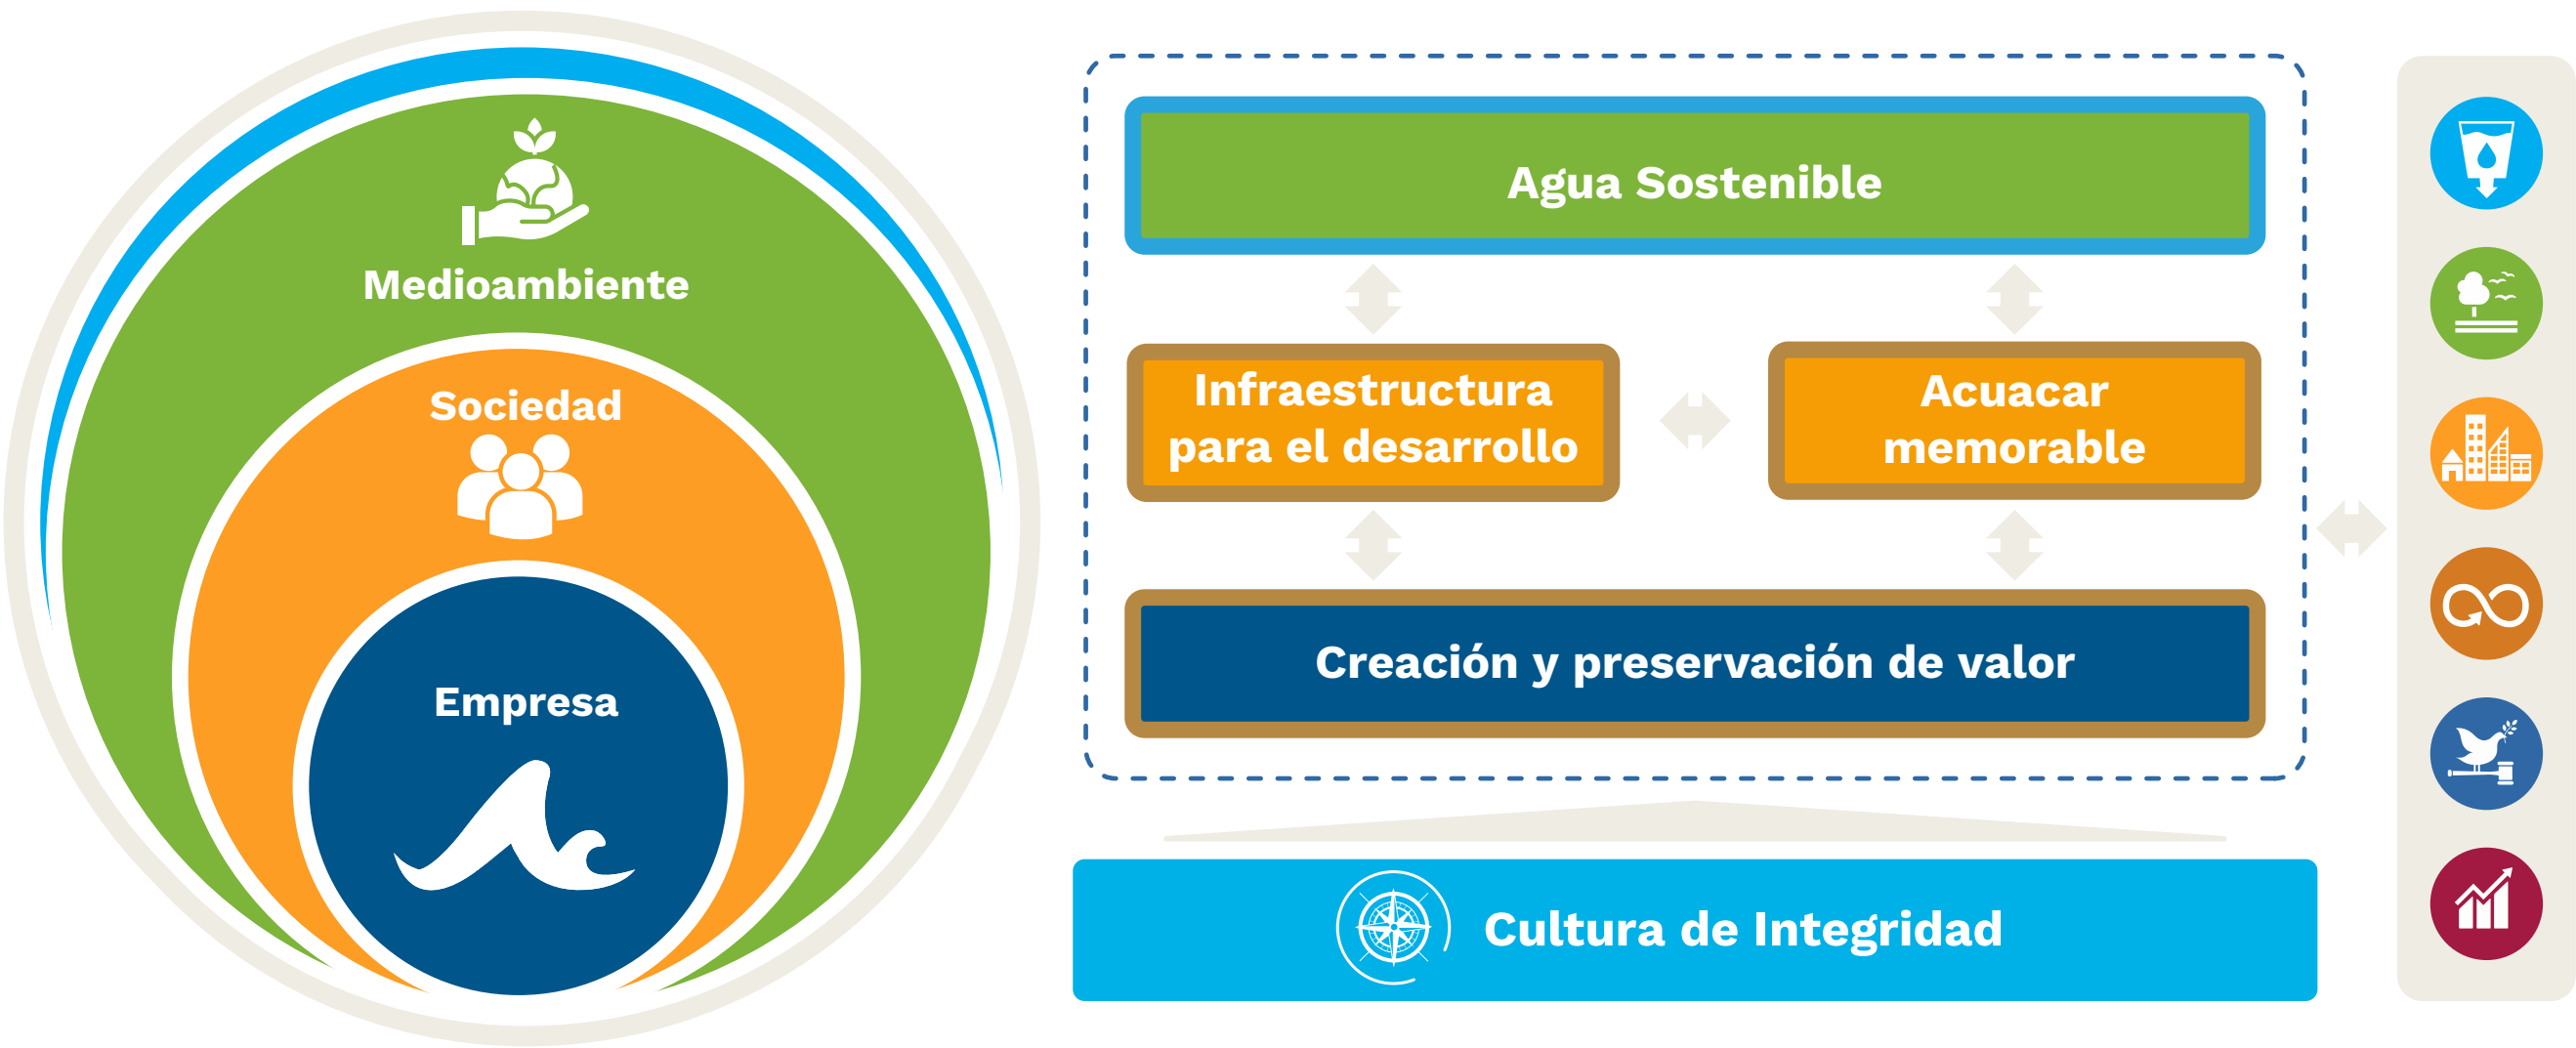 Medioambiente
Sociedad
Empresa
Agua Sostenible
Infraestructura
para el desarrollo
Acuacar
memorable
Creación y preservación de valor
Cultura de Integridad